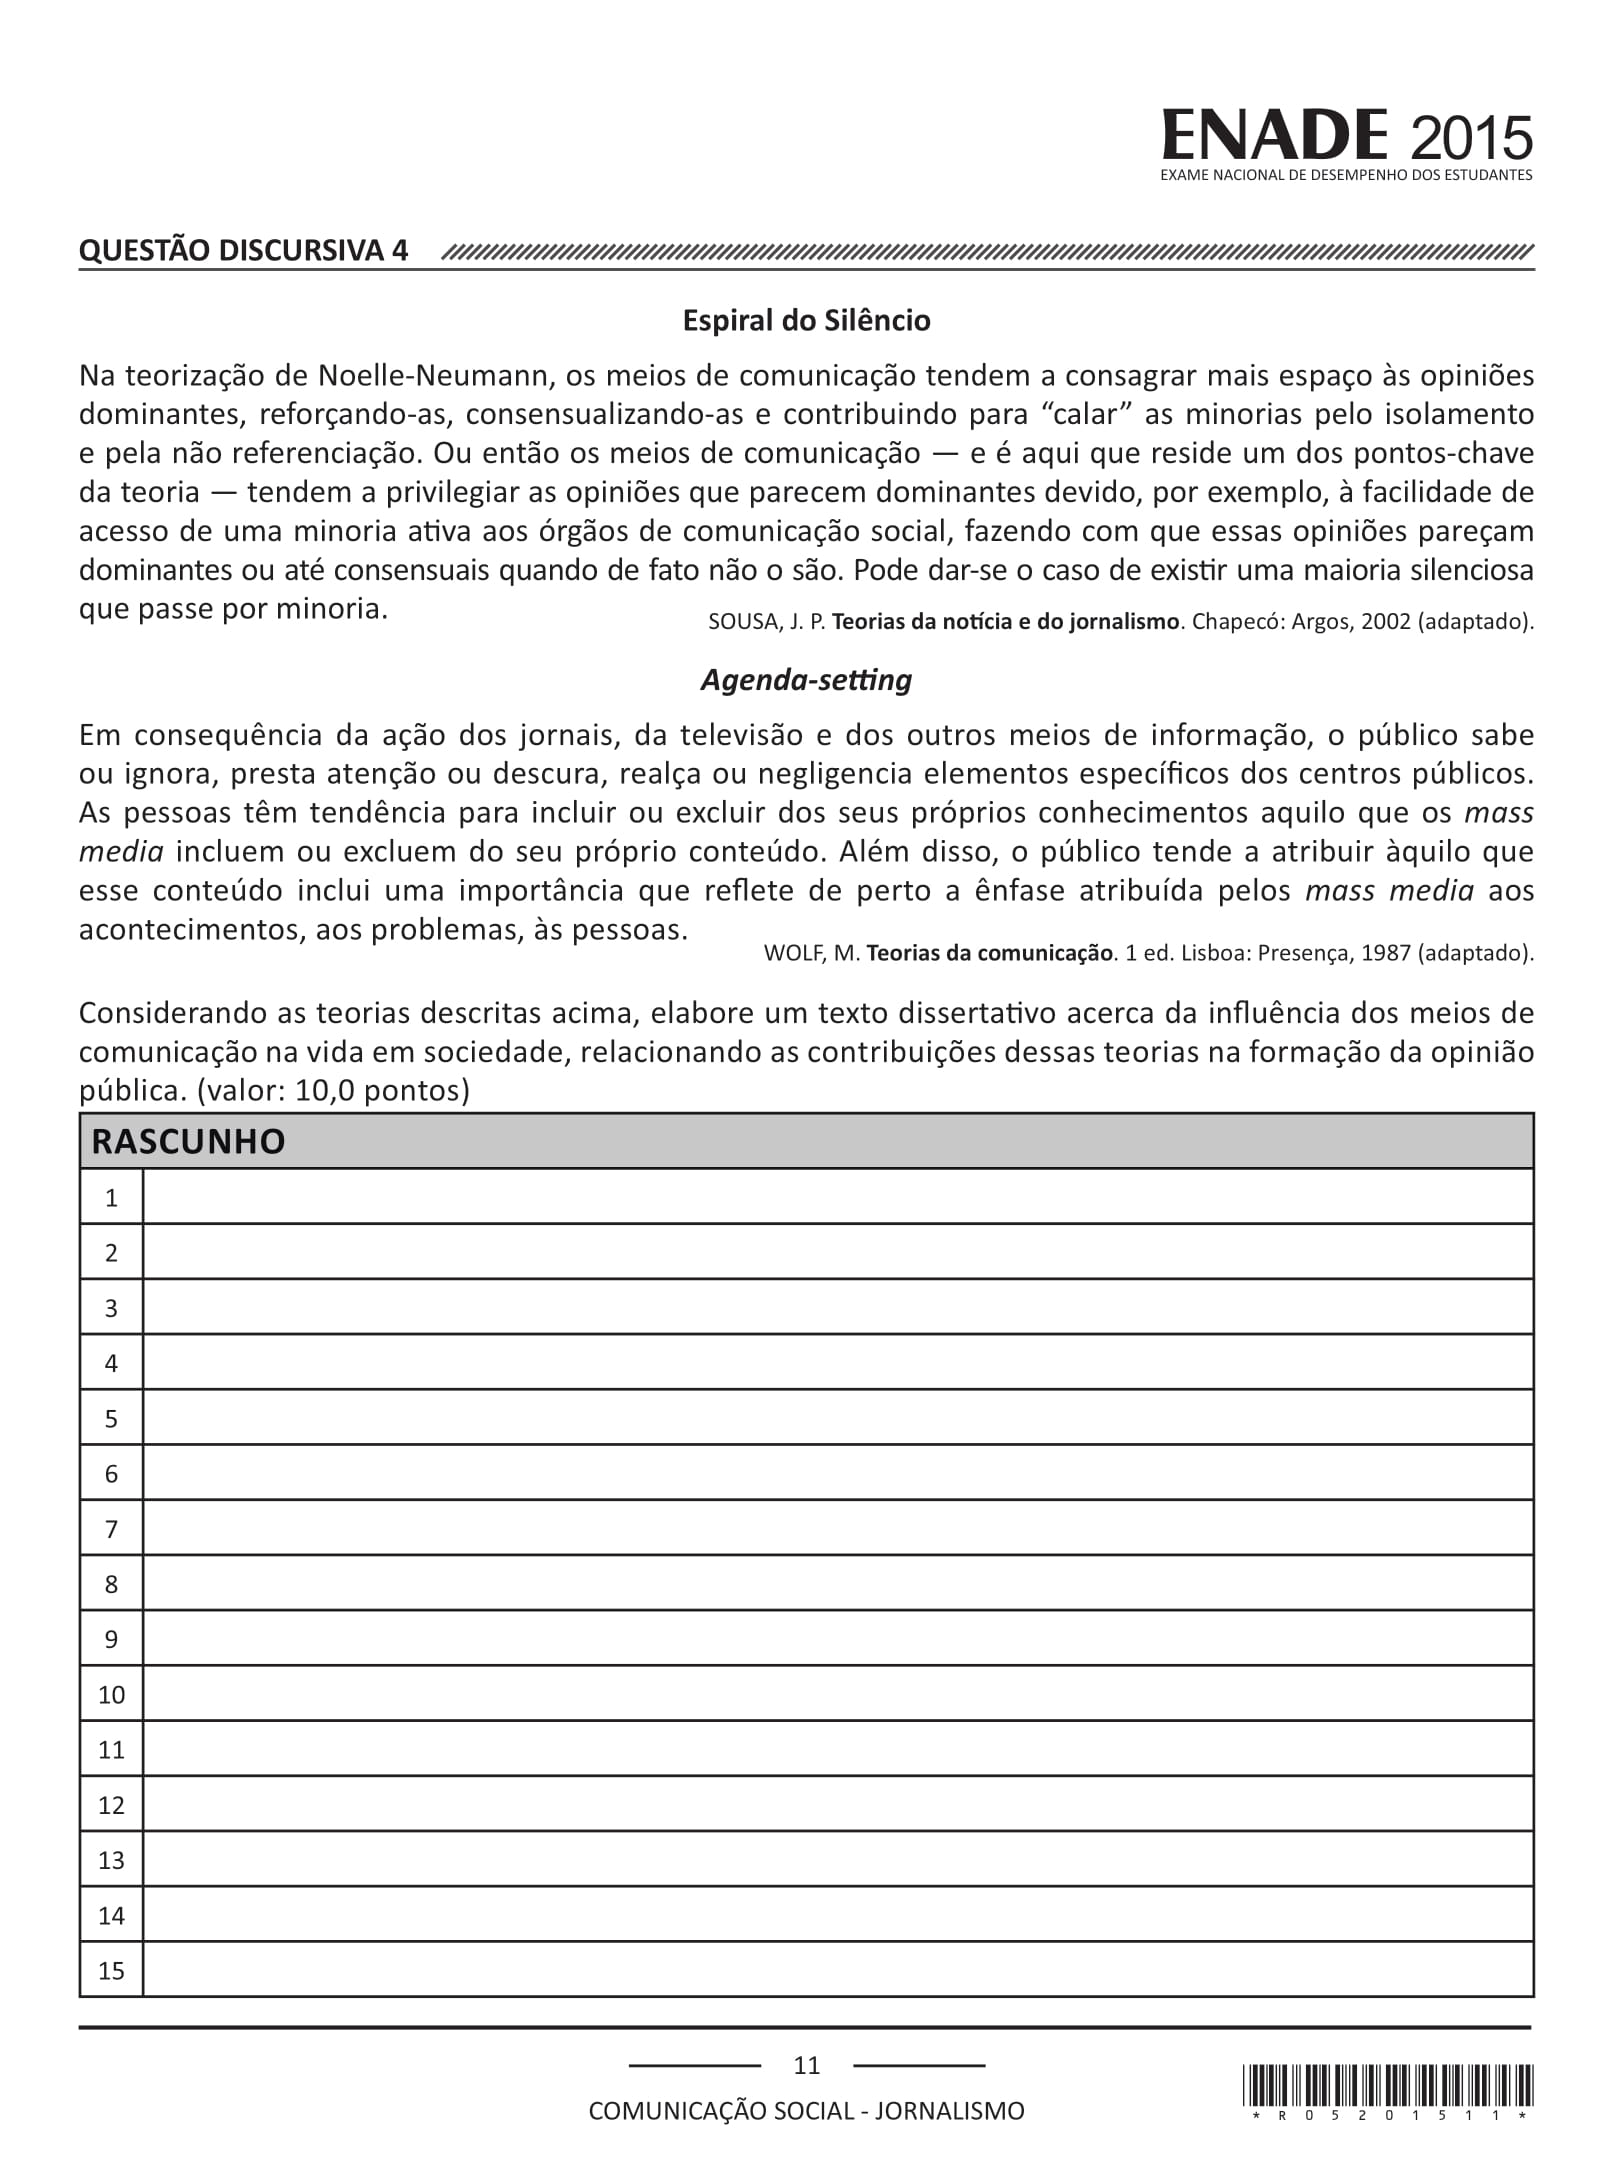 ENADE 2015
EXAME NACIONAL DE DESEMPENHO DOS ESTUDANTES
QUESTÃO DISCURSIVA 4
Espiral do Silêncio
Na teorização de Noelle-Neumann, os meios de comunicação tendem a consagrar mais espaço às opiniões
dominantes, reforçando-as, consensualizando-as e contribuindo para “calar” as minorias pelo isolamento
e pela não referenciação. Ou então os meios de comunicação — e é aqui que reside um dos pontos-chave
da teoria — tendem a privilegiar as opiniões que parecem dominantes devido, por exemplo, à facilidade de
acesso de uma minoria ativa aos órgãos de comunicação social, fazendo com que essas opiniões pareçam
dominantes ou até consensuais quando de fato não o são. Pode dar-se o caso de existir uma maioria silenciosa
que passe por minoria.
SOUSA, J. P. Teorias da notícia e do jornalismo. Chapecó: Argos, 2002 (adaptado).
Agenda-setting
Em consequência da ação dos jornais, da televisão e dos outros meios de informação, o público sabe
ou ignora, presta atenção ou descura, realça ou negligencia elementos específicos dos centros públicos.
As pessoas têm tendência para incluir ou excluir dos seus próprios conhecimentos aquilo que os mass
media incluem ou excluem do seu próprio conteúdo. Além disso, o público tende a atribuir àquilo que
esse conteúdo inclui uma importância que reflete de perto a ênfase atribuída pelos mass media aos
acontecimentos, aos problemas, às pessoas.
WOLF, M. Teorias da comunicação. 1 ed. Lisboa: Presença, 1987 (adaptado).
Considerando as teorias descritas acima, elabore um texto dissertativo acerca da influência dos meios de
comunicação na vida em sociedade, relacionando as contribuições dessas teorias na formação da opinião
pública. (valor: 10,0 pontos)
RASCUNHO
1
2
3
4
5
6
7
8
9
10
11
12
13
14
15
11
COMUNICAÇÃO SOCIAL - JORNALISMO
* R 0 5 2 0 1 5 1 1 *